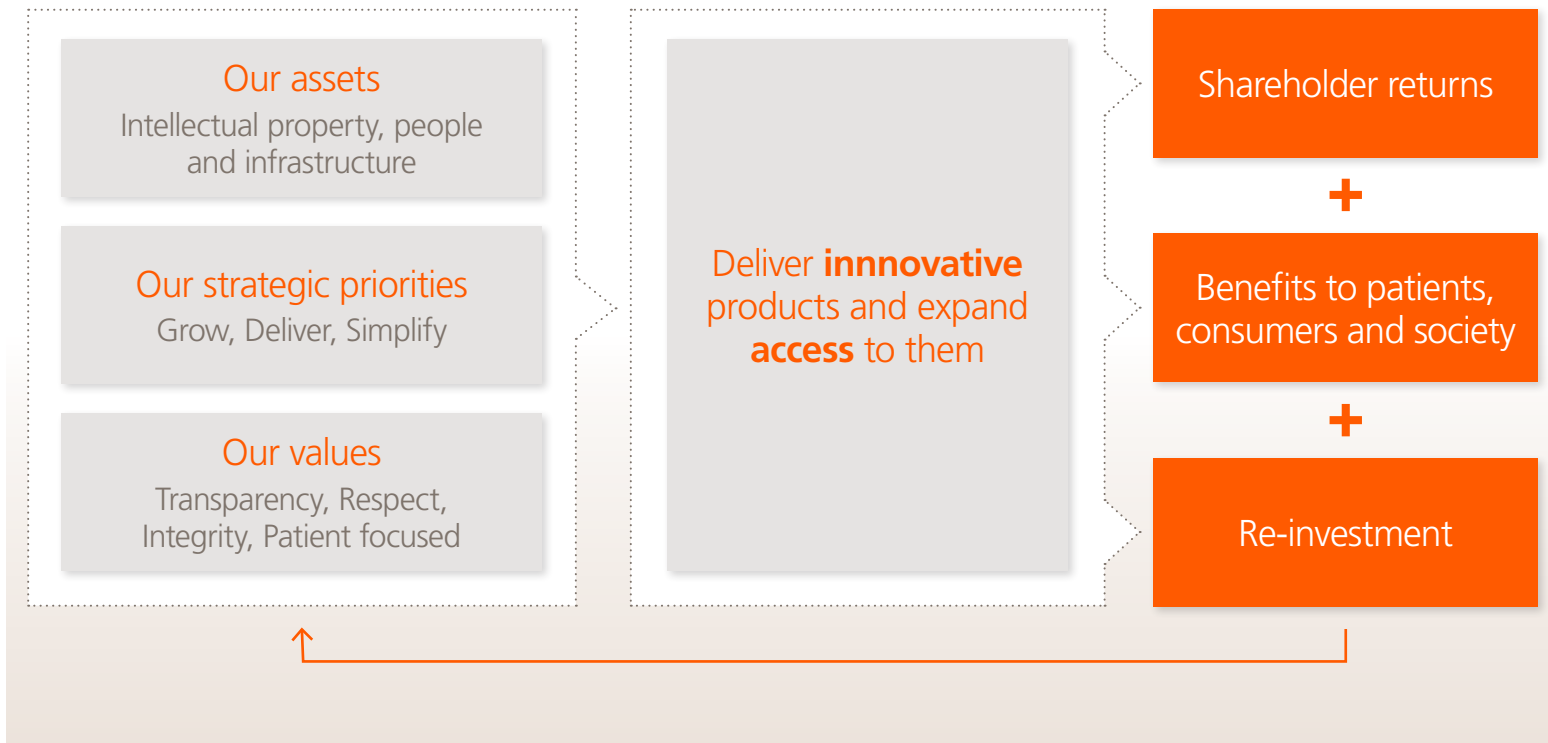 Our assets
Intellectual property, people
and infrastructure
Our strategic priorities
Grow, Deliver, Simplify
Our values
Transparency, Respect,
Integrity, Patient focused
Deliver innnovative
products and expand
access to them
Shareholder returns
+
Benefits to patients,
consumers and society
+
Re-investment